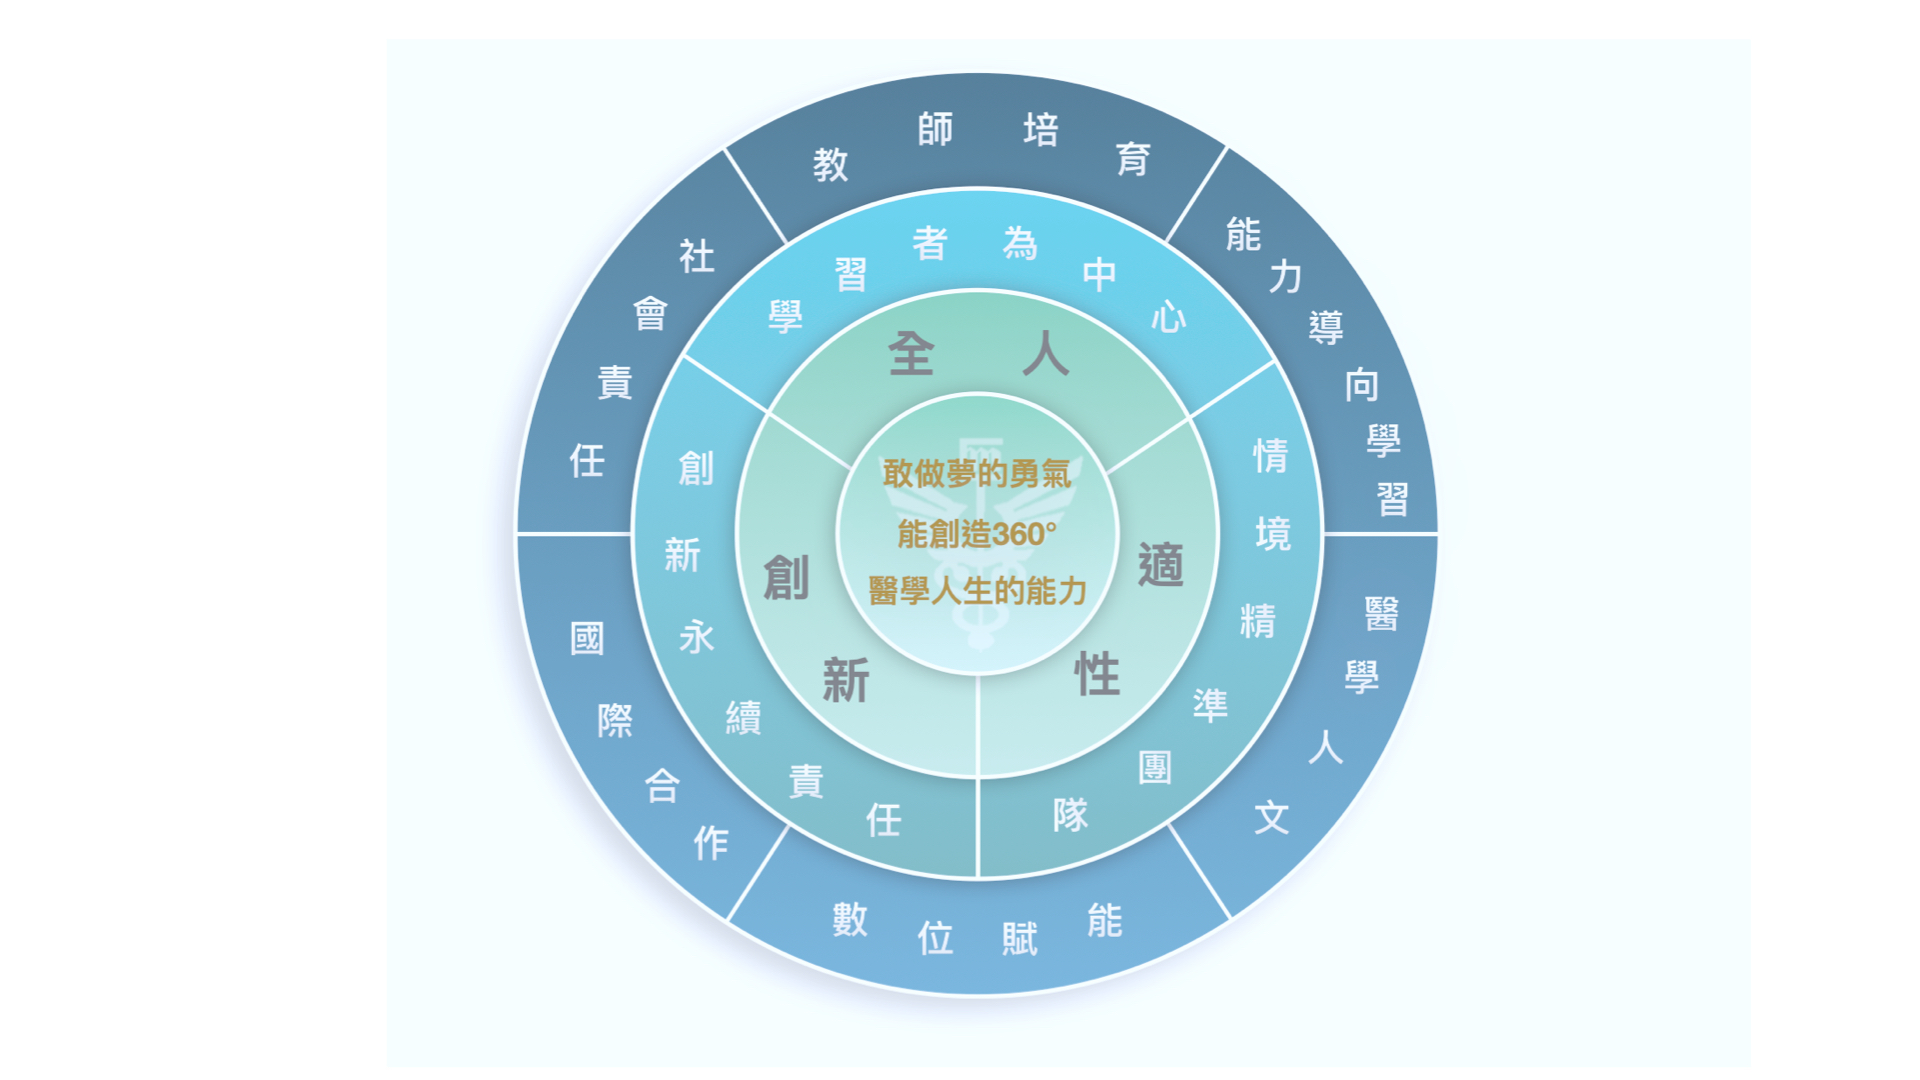 教師培育
能力導向學習
醫學人文
數位賦能
國際合作
社會責任
學習者為中心
情境精準團隊
創新永續責任
全人
適性
創新
敢做夢的勇氣
能創造360°
醫學人生的能力